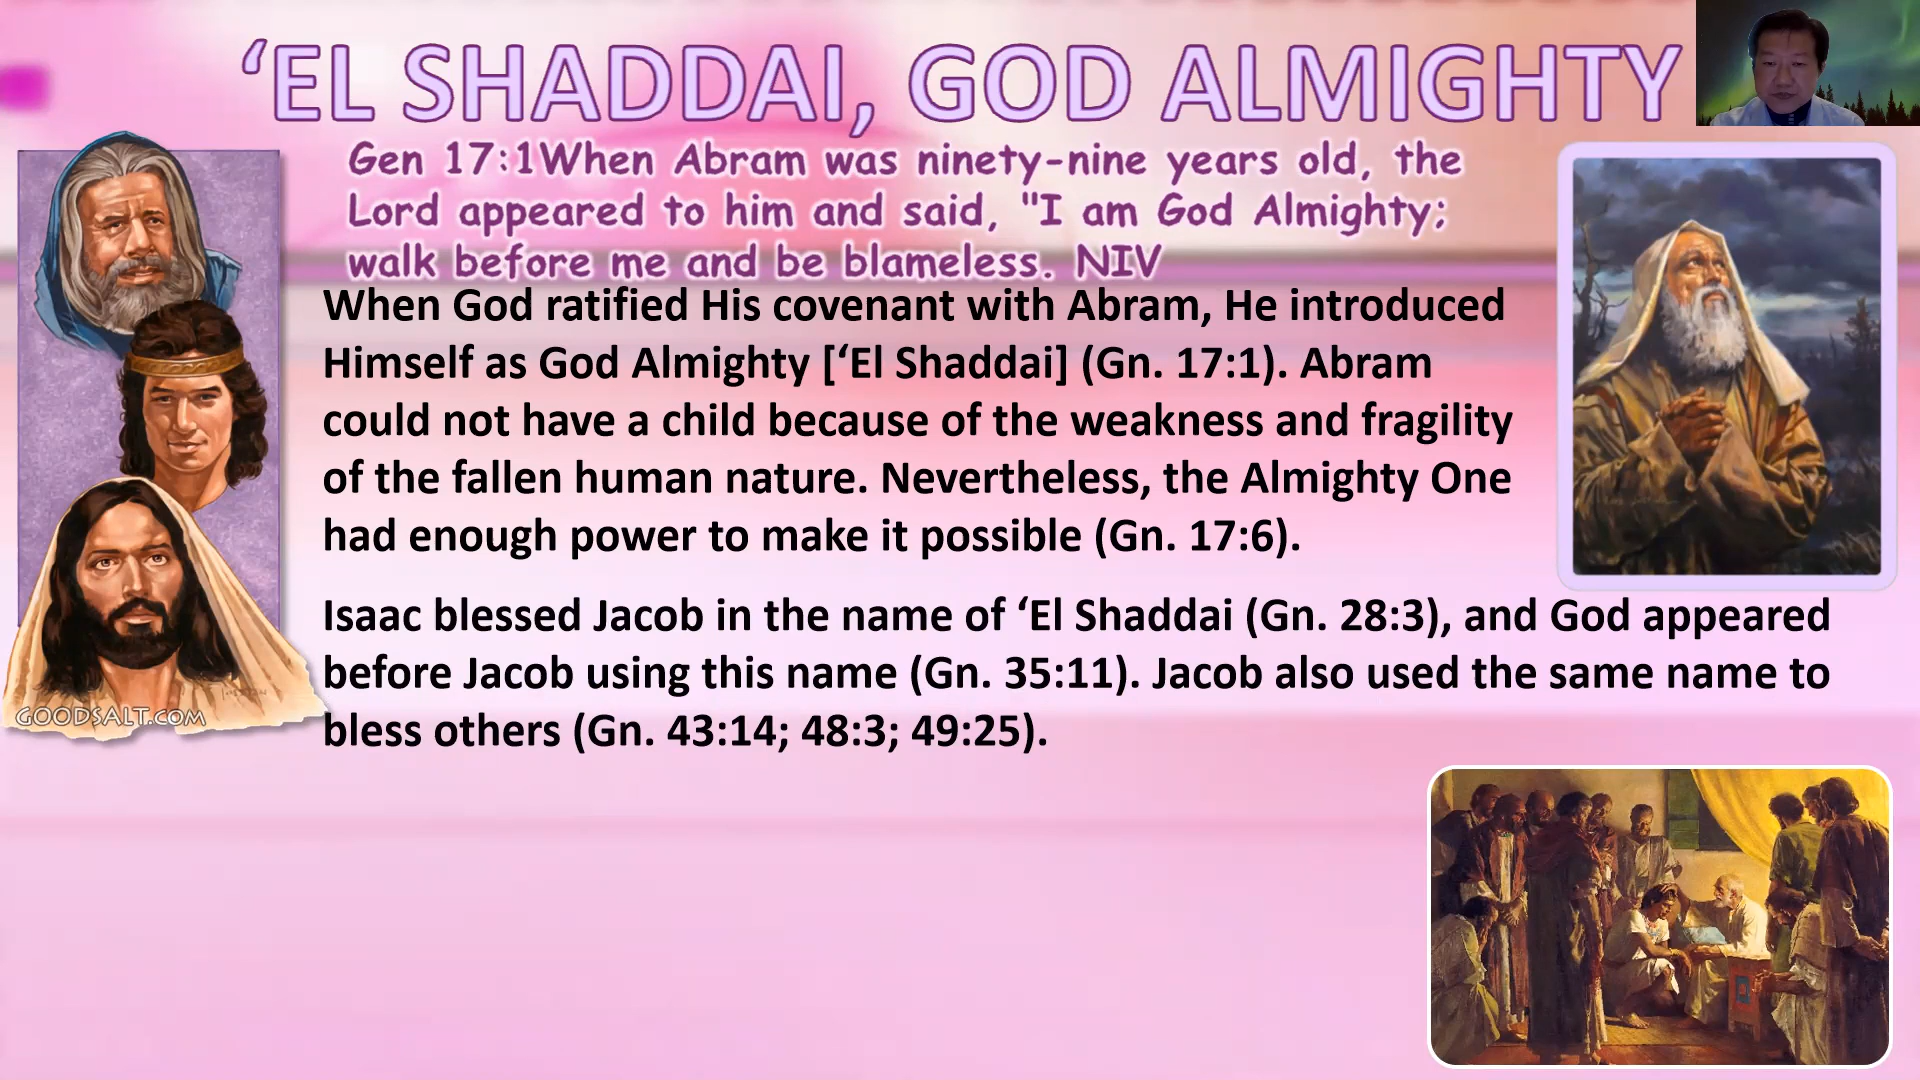 ‘EL SHADDAI, GOD ALMIGHTY
Gen 17:1When Abram was ninety-nine years old, the
Lord appeared to him and said, "I am God Almighty;
walk before me and be blameless. NIV
When God ratified His covenant with Abram, He introduced
Himself as God Almighty [‘El Shaddai] (Gn. 17:1). Abram
could not have a child because of the weakness and fragility
of the fallen human nature. Nevertheless, the Almighty One
had enough power to make it possible (Gn. 17:6).
Isaac blessed Jacob in the name of ‘El Shaddai (Gn. 28:3), and God appeared
before Jacob using this name (Gn. 35:11). Jacob also used the same name to
bless others (Gn. 43:14; 48:3; 49:25).
GOODSALT.COM